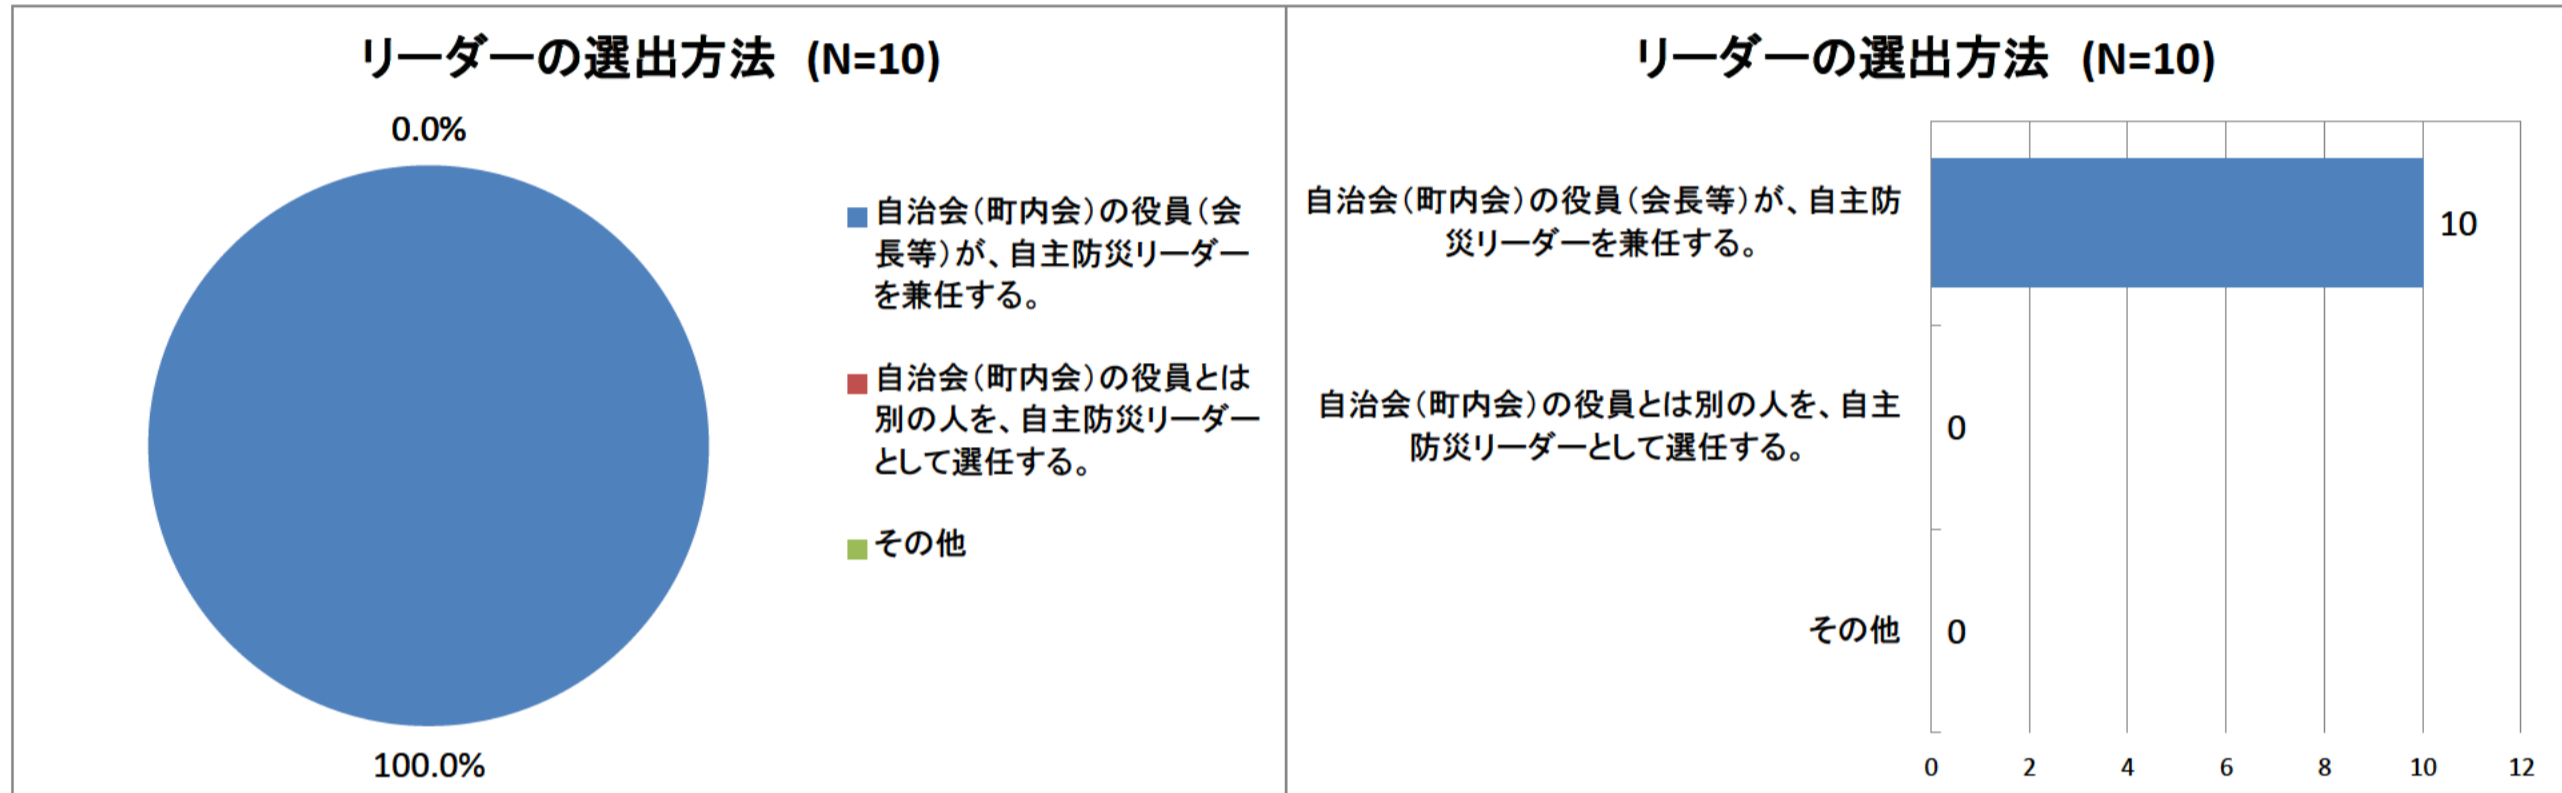 リーダーの選出方法 (N=10)
0.0%
100.0%
自治会(町内会)の役員(会
長等)が、自主防災リーダー
を兼任する。
自治会(町内会)の役員とは
別の人を、自主防災リーダー
として選任する。
その他
リーダーの選出方法 (N=10)
自治会(町内会)の役員(会長等)が、自主防
災リーダーを兼任する。
10
自治会(町内会)の役員とは別の人を、自主
防災リーダーとして選任する。
0
その他
0
0 2 4 6 8 10 12